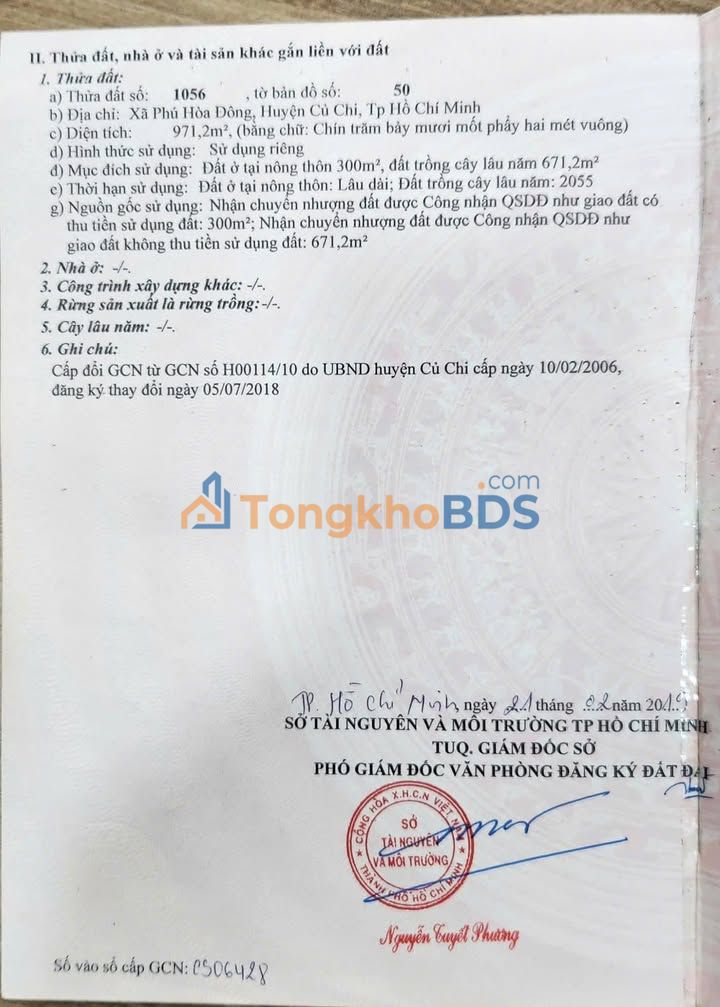 II. Thửa đất, nhà ở và tài sản khác gắn liền với đất
1. Thửa đất:
a) Thửa đất số: 1056 , tờ bản đồ số: 50
b) Địa chỉ: Xã Phú Hòa Đông, Huyện Củ Chi, Tp Hồ Chí Minh
c) Diện tích: 971,2m², (bằng chữ: Chín trăm bảy mươi mốt phẩy hai mét vuông)
d) Hình thức sử dụng: Sử dụng riêng
đ) Mục đích sử dụng: Đất ở tại nông thôn 300m², đất trồng cây lâu năm 671,2m²
e) Thời hạn sử dụng: Đất ở tại nông thôn: Lâu dài; Đất trồng cây lâu năm: 2055
g) Nguồn gốc sử dụng: Nhận chuyển nhượng đất được Công nhận QSDĐ như giao đất có
thu tiền sử dụng đất: 300m²; Nhận chuyển nhượng đất được Công nhận QSDĐ như
giao đất không thu tiền sử dụng đất: 671,2m²
2. Nhà ở: -/-.
3. Công trình xây dựng khác: -/-.
4. Rừng sản xuất là rừng trồng:-/-.
5. Cây lâu năm: -/-.
6. Ghi chú:
Cấp đổi GCN từ GCN số H00114/10 do UBND huyện Củ Chi cấp ngày 10/02/2006,
đăng ký thay đổi ngày 05/07/2018
TongkhoBDS.com
TP. Hồ Chí Minh, ngày 21 tháng 02 năm 2019
SỞ TÀI NGUYÊN VÀ MÔI TRƯỜNG TP HỒ CHÍ MINH
TUQ. GIÁM ĐỐC SỞ
PHÓ GIÁM ĐỐC VĂN PHÒNG ĐĂNG KÝ ĐẤT ĐAI
CỘNG HÒA X.H.C.N VIỆT NAM
SỞ
TÀI NGUYÊN
VÀ MÔI TRƯỜNG
THÀNH PHỐ HỒ CHÍ MINH
Nguyễn Tuyết Phương
Số vào sổ cấp GCN: CS06428